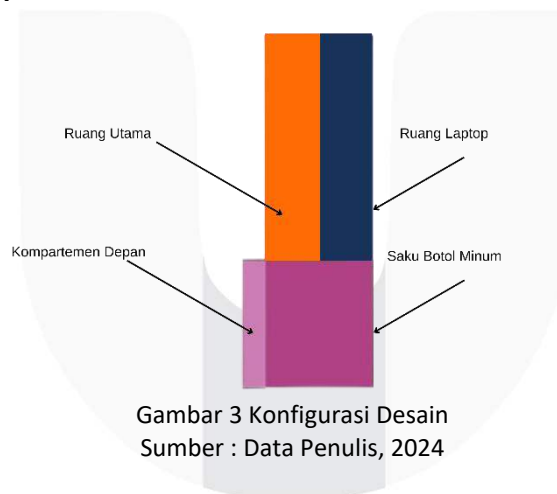 Ruang Utama
Ruang Laptop
Kompartemen Depan
Saku Botol Minum
Gambar 3 Konfigurasi Desain
Sumber : Data Penulis, 2024